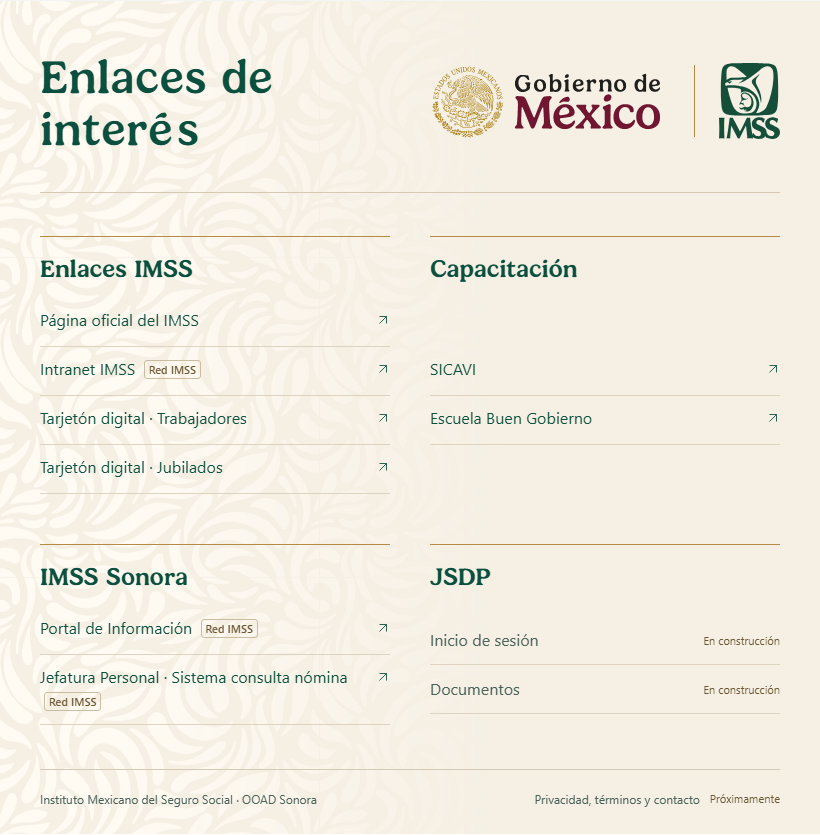 Enlaces de
interés
ESTADOS UNIDOS MEXICANOS
Gobierno de
México
IMSS
Enlaces IMSS
Página oficial del IMSS
Intranet IMSS Red IMSS
Tarjetón digital · Trabajadores
Tarjetón digital · Jubilados
Capacitación
SICAVI
Escuela Buen Gobierno
IMSS Sonora
Portal de Información Red IMSS
Jefatura Personal · Sistema consulta nómina
Red IMSS
JSDP
Inicio de sesión En construcción
Documentos En construcción
Instituto Mexicano del Seguro Social · OOAD Sonora
Privacidad, términos y contacto Próximamente